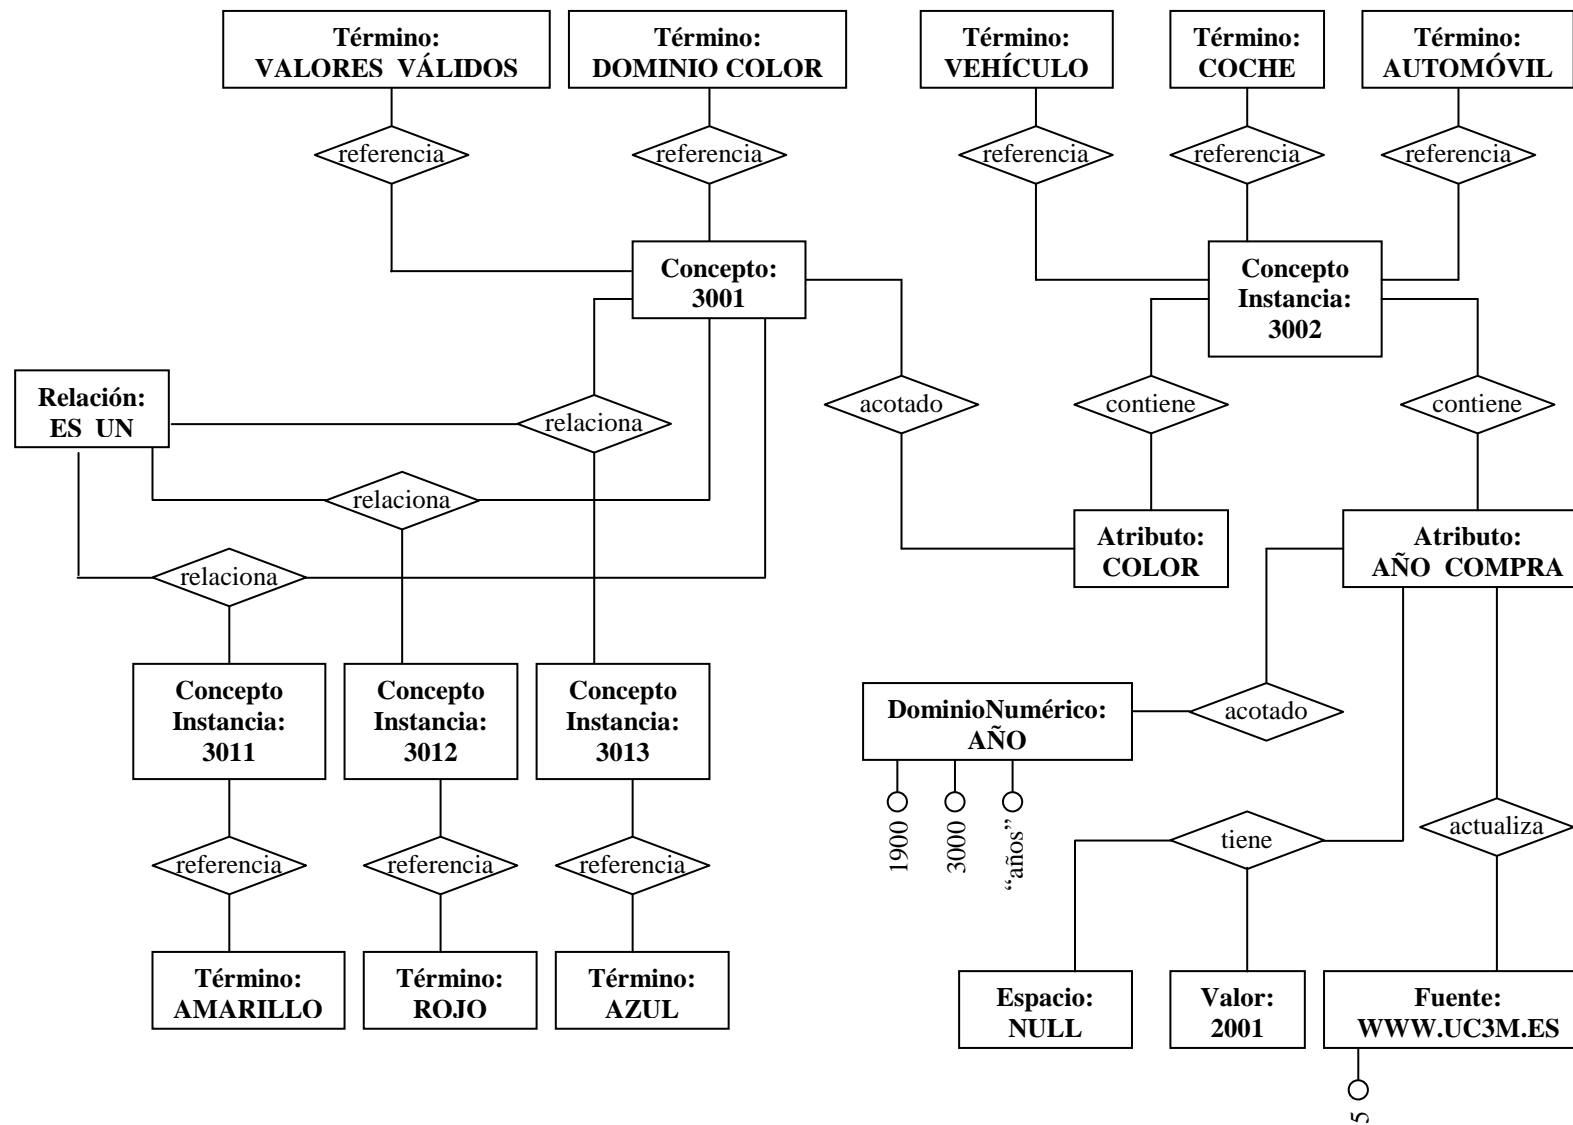 Término:
VALORES VÁLIDOS
Término:
DOMINIO COLOR
Término:
VEHÍCULO
Término:
COCHE
Término:
AUTOMÓVIL
referencia
referencia
referencia
referencia
referencia
Concepto:
3001
Concepto
Instancia:
3002
Relación:
ES UN
relaciona
acotado
contiene
contiene
relaciona
relaciona
Atributo:
COLOR
Atributo:
AÑO COMPRA
Concepto
Instancia:
3011
Concepto
Instancia:
3012
Concepto
Instancia:
3013
DominioNumérico:
AÑO
acotado
1900
3000
“años”
tiene
actualiza
referencia
referencia
referencia
Término:
AMARILLO
Término:
ROJO
Término:
AZUL
Espacio:
NULL
Valor:
2001
Fuente:
WWW.UC3M.ES